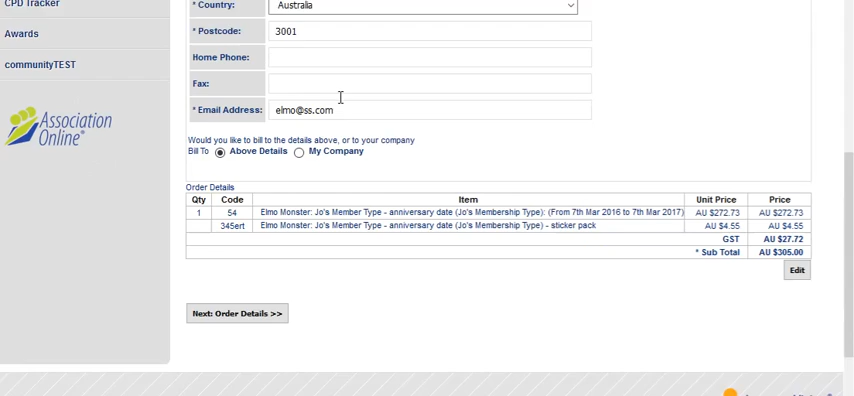 CPD Tracker
Awards
communityTEST
Association
Online®
* Country: Australia
* Postcode: 3001
Home Phone:
Fax:
* Email Address: elmo@ss.com
Would you like to bill to the details above, or to your company
Bill To Above Details My Company
Order Details
Qty Code Item Unit Price Price
1 54 Elmo Monster: Jo's Member Type - anniversary date (Jo's Membership Type): (From 7th Mar 2016 to 7th Mar 2017) AU $272.73 AU $272.73
345ert Elmo Monster: Jo's Member Type - anniversary date (Jo's Membership Type) - sticker pack AU $4.55 AU $4.55
GST AU $27.72
* Sub Total AU $305.00
Edit
Next: Order Details >>